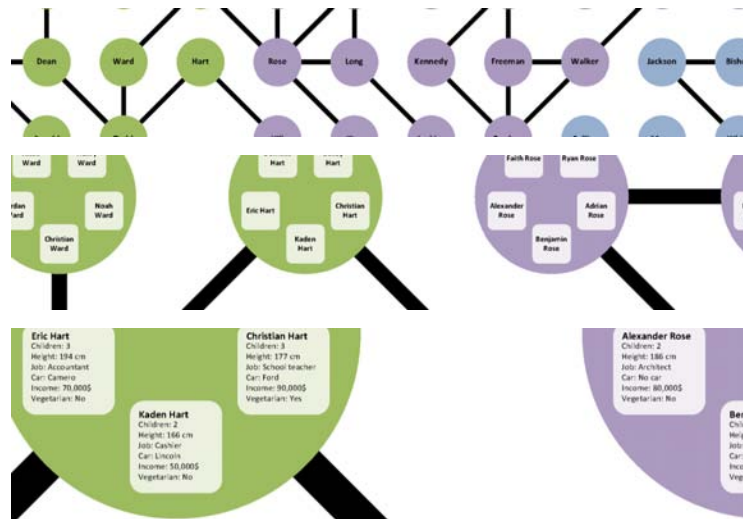 Dean
Ward
Hart
Rose
Long
Kennedy
Freeman
Walker
Jackson
Ward
Ward
Hart
Hart
Faith Rose
Ryan Rose
Ward
Noah
Ward
Christian
Ward
Eric Hart
Christian
Hart
Kaden
Hart
Alexander
Rose
Adrian
Rose
Benjamin
Rose
Eric Hart
Children: 3
Height: 194 cm
Job: Accountant
Car: Camero
Income: 70,000$
Vegetarian: No
Christian Hart
Children: 3
Height: 177 cm
Job: School teacher
Car: Ford
Income: 90,000$
Vegetarian: Yes
Kaden Hart
Children: 2
Height: 166 cm
Job: Cashier
Car: Lincoln
Income: 50,000$
Vegetarian: No
Alexander Rose
Children: 2
Height: 186 cm
Job: Architect
Car: No car
Income: 80,000$
Vegetarian: No